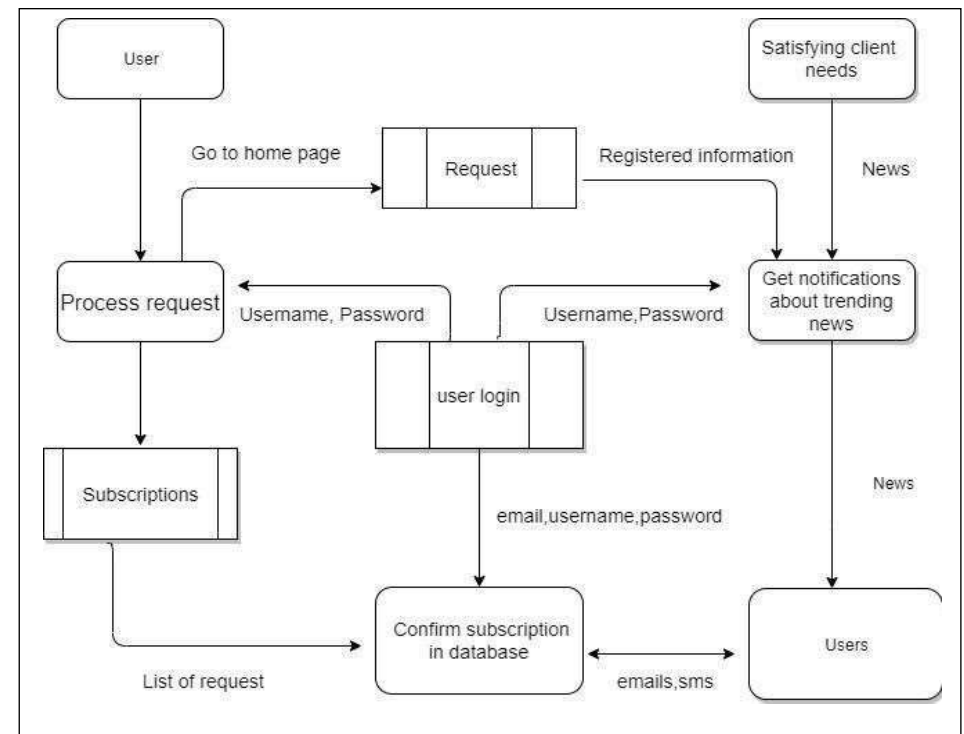 User
Satisfying client
needs
Go to home page
Request
Registered information
News
Process request
Get notifications
about trending
news
Username, Password
Username,Password
user login
Subscriptions
News
email,username,password
Confirm subscription
in database
Users
List of request
emails,sms